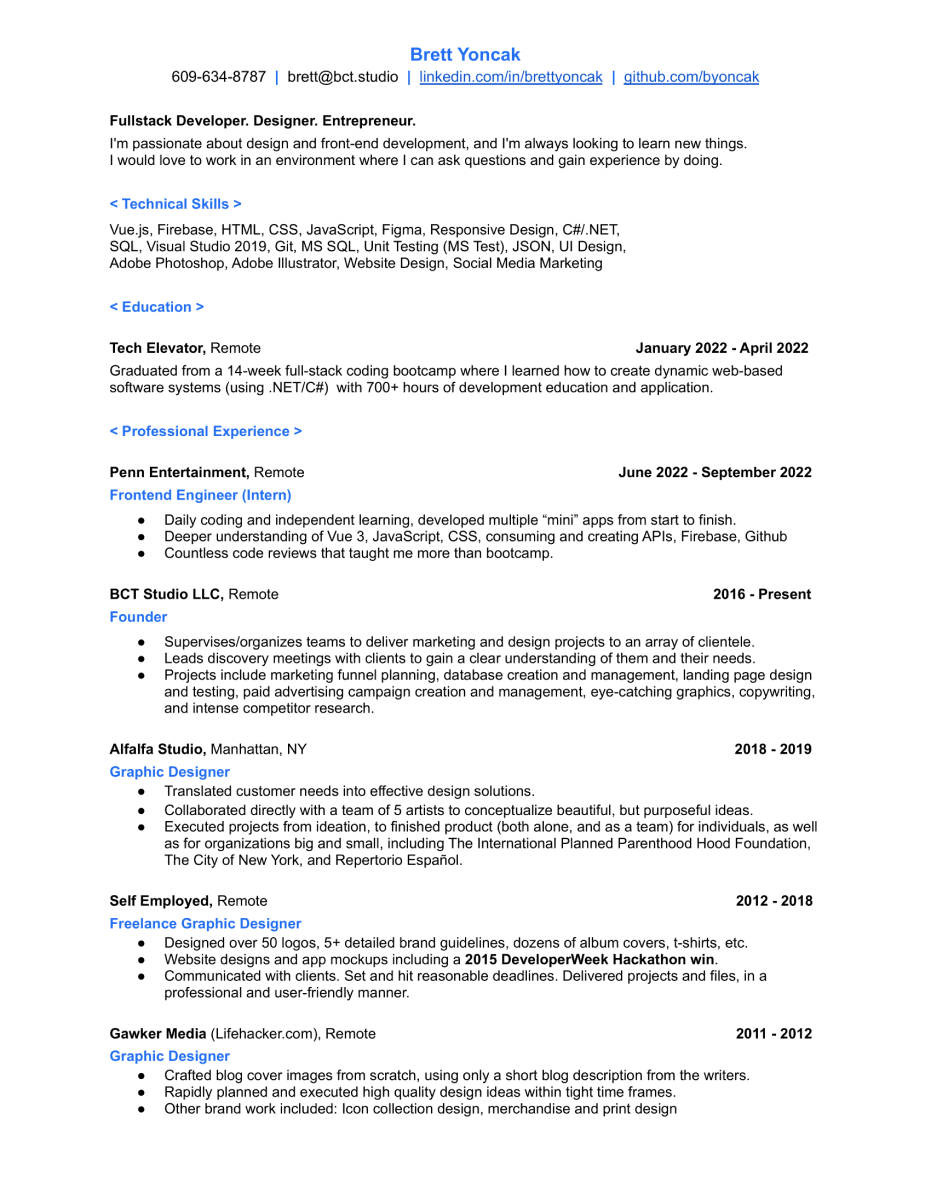 Brett Yoncak
609-634-8787 | brett@bct.studio | linkedin.com/in/brettyoncak | github.com/byoncak
Fullstack Developer. Designer. Entrepreneur.
I'm passionate about design and front-end development, and I'm always looking to learn new things.
I would love to work in an environment where I can ask questions and gain experience by doing.
< Technical Skills >
Vue.js, Firebase, HTML, CSS, JavaScript, Figma, Responsive Design, C#/.NET,
SQL, Visual Studio 2019, Git, MS SQL, Unit Testing (MS Test), JSON, UI Design,
Adobe Photoshop, Adobe Illustrator, Website Design, Social Media Marketing
< Education >
Tech Elevator, Remote January 2022 - April 2022
Graduated from a 14-week full-stack coding bootcamp where I learned how to create dynamic web-based
software systems (using .NET/C#)  with 700+ hours of development education and application.
< Professional Experience >
Penn Entertainment, Remote June 2022 - September 2022
Frontend Engineer (Intern)
● Daily coding and independent learning, developed multiple “mini” apps from start to finish.
● Deeper understanding of Vue 3, JavaScript, CSS, consuming and creating APIs, Firebase, Github
● Countless code reviews that taught me more than bootcamp.
BCT Studio LLC, Remote 2016 - Present
Founder
● Supervises/organizes teams to deliver marketing and design projects to an array of clientele.
● Leads discovery meetings with clients to gain a clear understanding of them and their needs.
● Projects include marketing funnel planning, database creation and management, landing page design
and testing, paid advertising campaign creation and management, eye-catching graphics, copywriting,
and intense competitor research.
Alfalfa Studio, Manhattan, NY 2018 - 2019
Graphic Designer
● Translated customer needs into effective design solutions.
● Collaborated directly with a team of 5 artists to conceptualize beautiful, but purposeful ideas.
● Executed projects from ideation, to finished product (both alone, and as a team) for individuals, as well
as for organizations big and small, including The International Planned Parenthood Hood Foundation,
The City of New York, and Repertorio Español.
Self Employed, Remote 2012 - 2018
Freelance Graphic Designer
● Designed over 50 logos, 5+ detailed brand guidelines, dozens of album covers, t-shirts, etc.
● Website designs and app mockups including a 2015 DeveloperWeek Hackathon win.
● Communicated with clients. Set and hit reasonable deadlines. Delivered projects and files, in a
professional and user-friendly manner.
Gawker Media (Lifehacker.com), Remote 2011 - 2012
Graphic Designer
● Crafted blog cover images from scratch, using only a short blog description from the writers.
● Rapidly planned and executed high quality design ideas within tight time frames.
● Other brand work included: Icon collection design, merchandise and print design